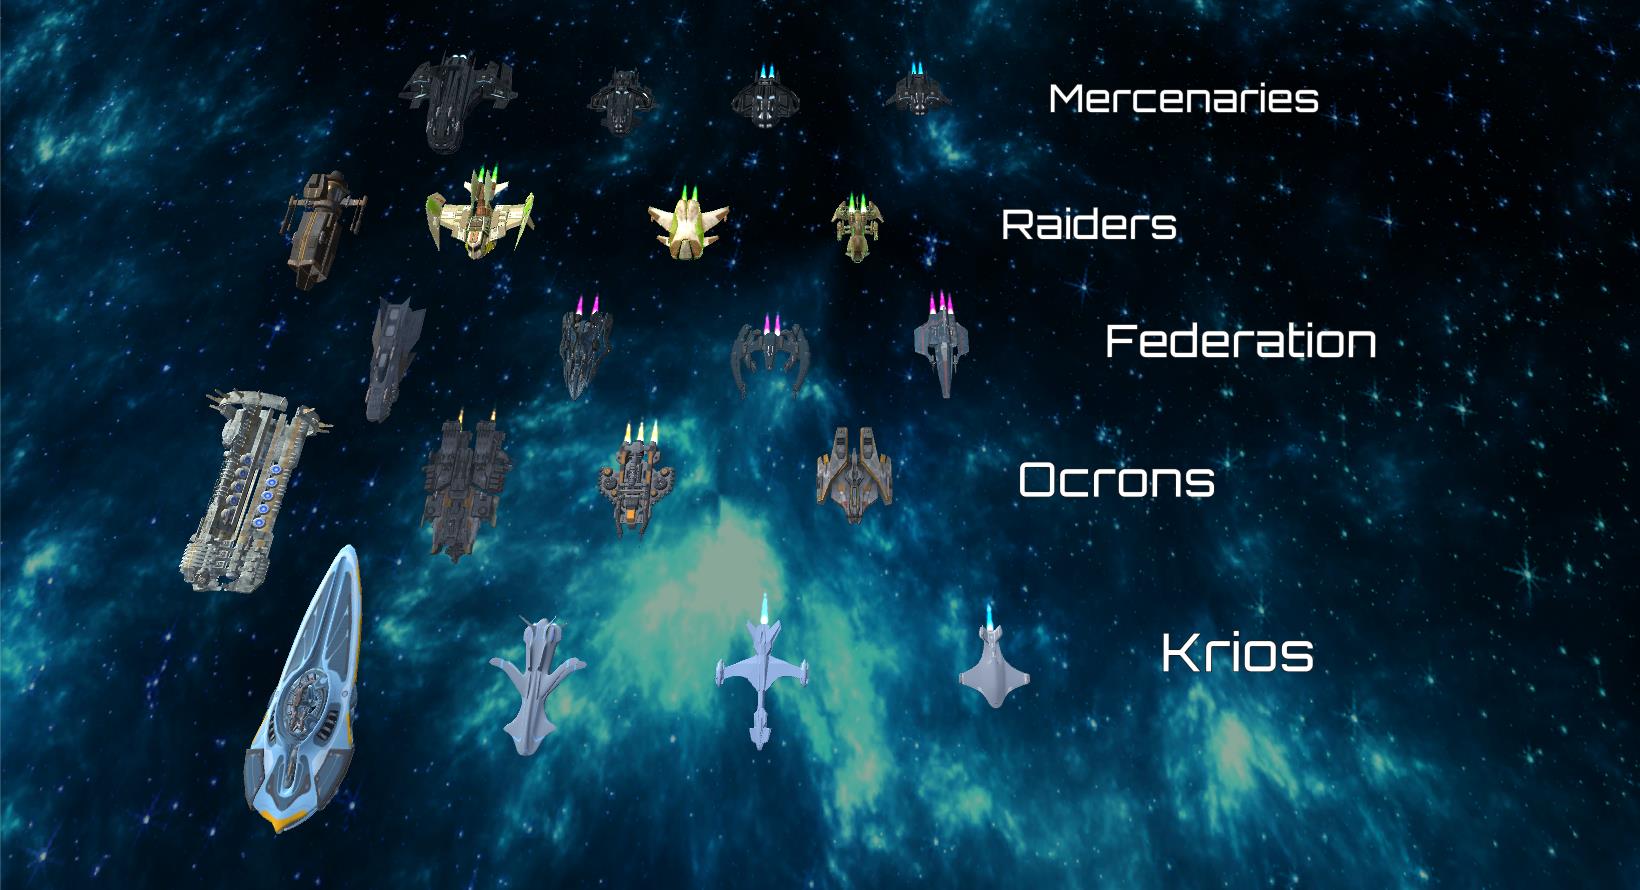 Mercenaries
Raiders
Federation
Ocrons
Krios